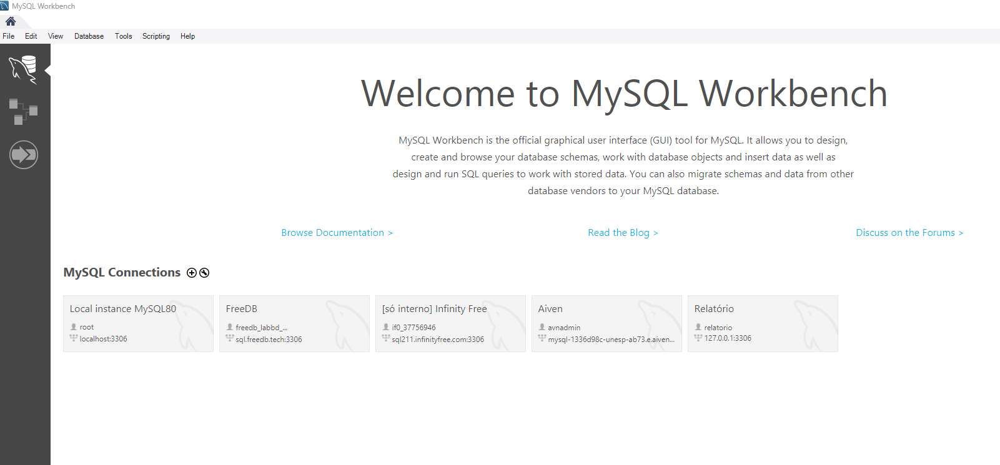 MySQL Workbench
File Edit View Database Tools Scripting Help
Welcome to MySQL Workbench
MySQL Workbench is the official graphical user interface (GUI) tool for MySQL. It allows you to design,
create and browse your database schemas, work with database objects and insert data as well as
design and run SQL queries to work with stored data. You can also migrate schemas and data from other
database vendors to your MySQL database.
Browse Documentation >
Read the Blog >
Discuss on the Forums >
MySQL Connections
Local instance MySQL80
root
localhost:3306
FreeDB
freedb_labbd_...
sql.freedb.tech:3306
[só interno] Infinity Free
if0_37756946
sql211.infinityfree.com:3306
Aiven
avnadmin
mysql-1336d98c-unesp-ab73.e.aiven...
Relatório
relatorio
127.0.0.1:3306